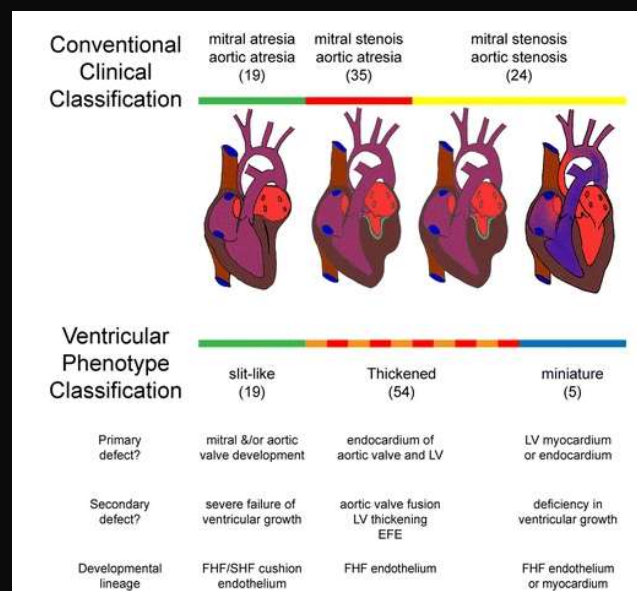 Conventional
Clinical
Classification
mitral atresia
aortic atresia
(19)
mitral stenois
aortic atresia
(35)
mitral stenosis
aortic stenosis
(24)
Ventricular
Phenotype
Classification
slit-like
(19)
Thickened
(54)
miniature
(5)
Primary
defect?
mitral &/or aortic
valve development
endocardium of
aortic valve and LV
LV myocardium
or endocardium
Secondary
defect?
severe failure of
ventricular growth
aortic valve fusion
LV thickening
EFE
deficiency in
ventricular growth
Developmental
lineage
FHF/SHF cushion
endothelium
FHF endothelium
FHF endothelium
or myocardium